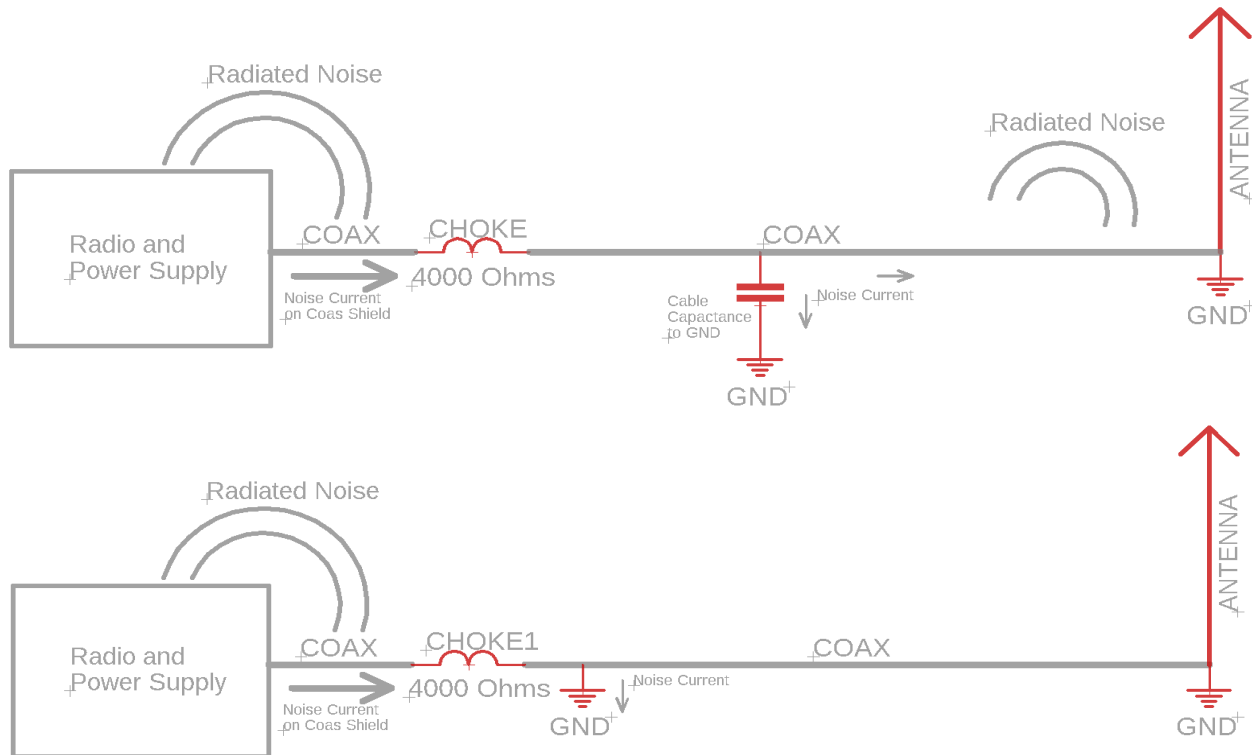 Radiated Noise
Radio and
Power Supply
COAX
Noise Current
on Coas Shield
CHOKE
4000 Ohms
COAX
Cable
Capactance
to GND
Noise Current
GND
Radiated Noise
ANTENNA
GND
Radiated Noise
Radio and
Power Supply
COAX
Noise Current
on Coas Shield
CHOKE1
4000 Ohms
GND
Noise Current
COAX
ANTENNA
GND